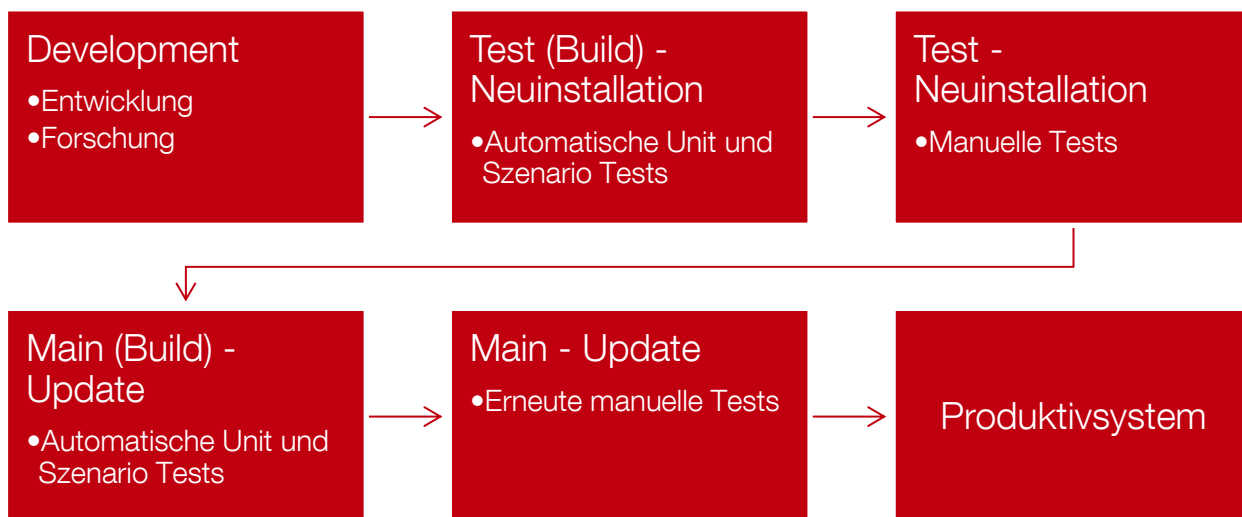 Development
•Entwicklung
•Forschung
Test (Build) -
Neuinstallation
•Automatische Unit und
Szenario Tests
Test -
Neuinstallation
•Manuelle Tests
Main (Build) -
Update
•Automatische Unit und
Szenario Tests
Main - Update
•Erneute manuelle Tests
Produktivsystem